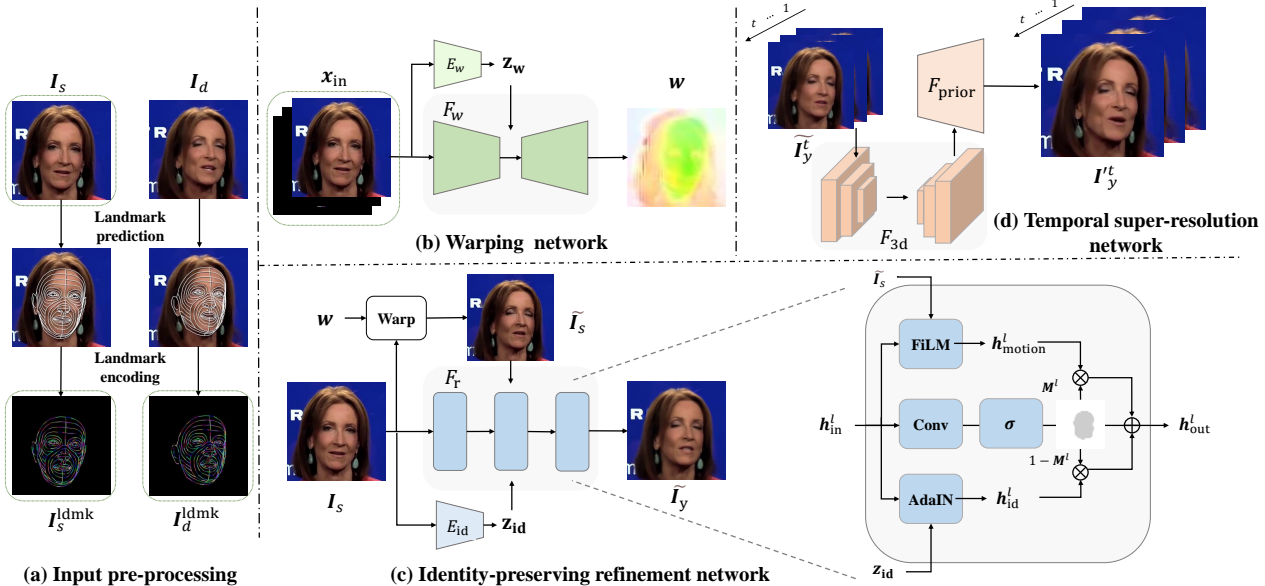 I_s
I_d
Landmark
prediction
Landmark
encoding
I_s^ldmk
I_d^ldmk
(a) Input pre-processing
x_in
E_w
z_w
F_w
w
(b) Warping network
t ... 1
Ĩ_y^t
F_3d
F_prior
t ... 1
I'_y^t
(d) Temporal super-resolution
network
w
Warp
Ĩ_s
F_r
I_s
E_id
z_id
Ĩ_y
(c) Identity-preserving refinement network
Ĩ_s
FiLM
h_motion^l
M^l
h_in^l
Conv
σ
h_out^l
1 − M^l
AdaIN
h_id^l
z_id